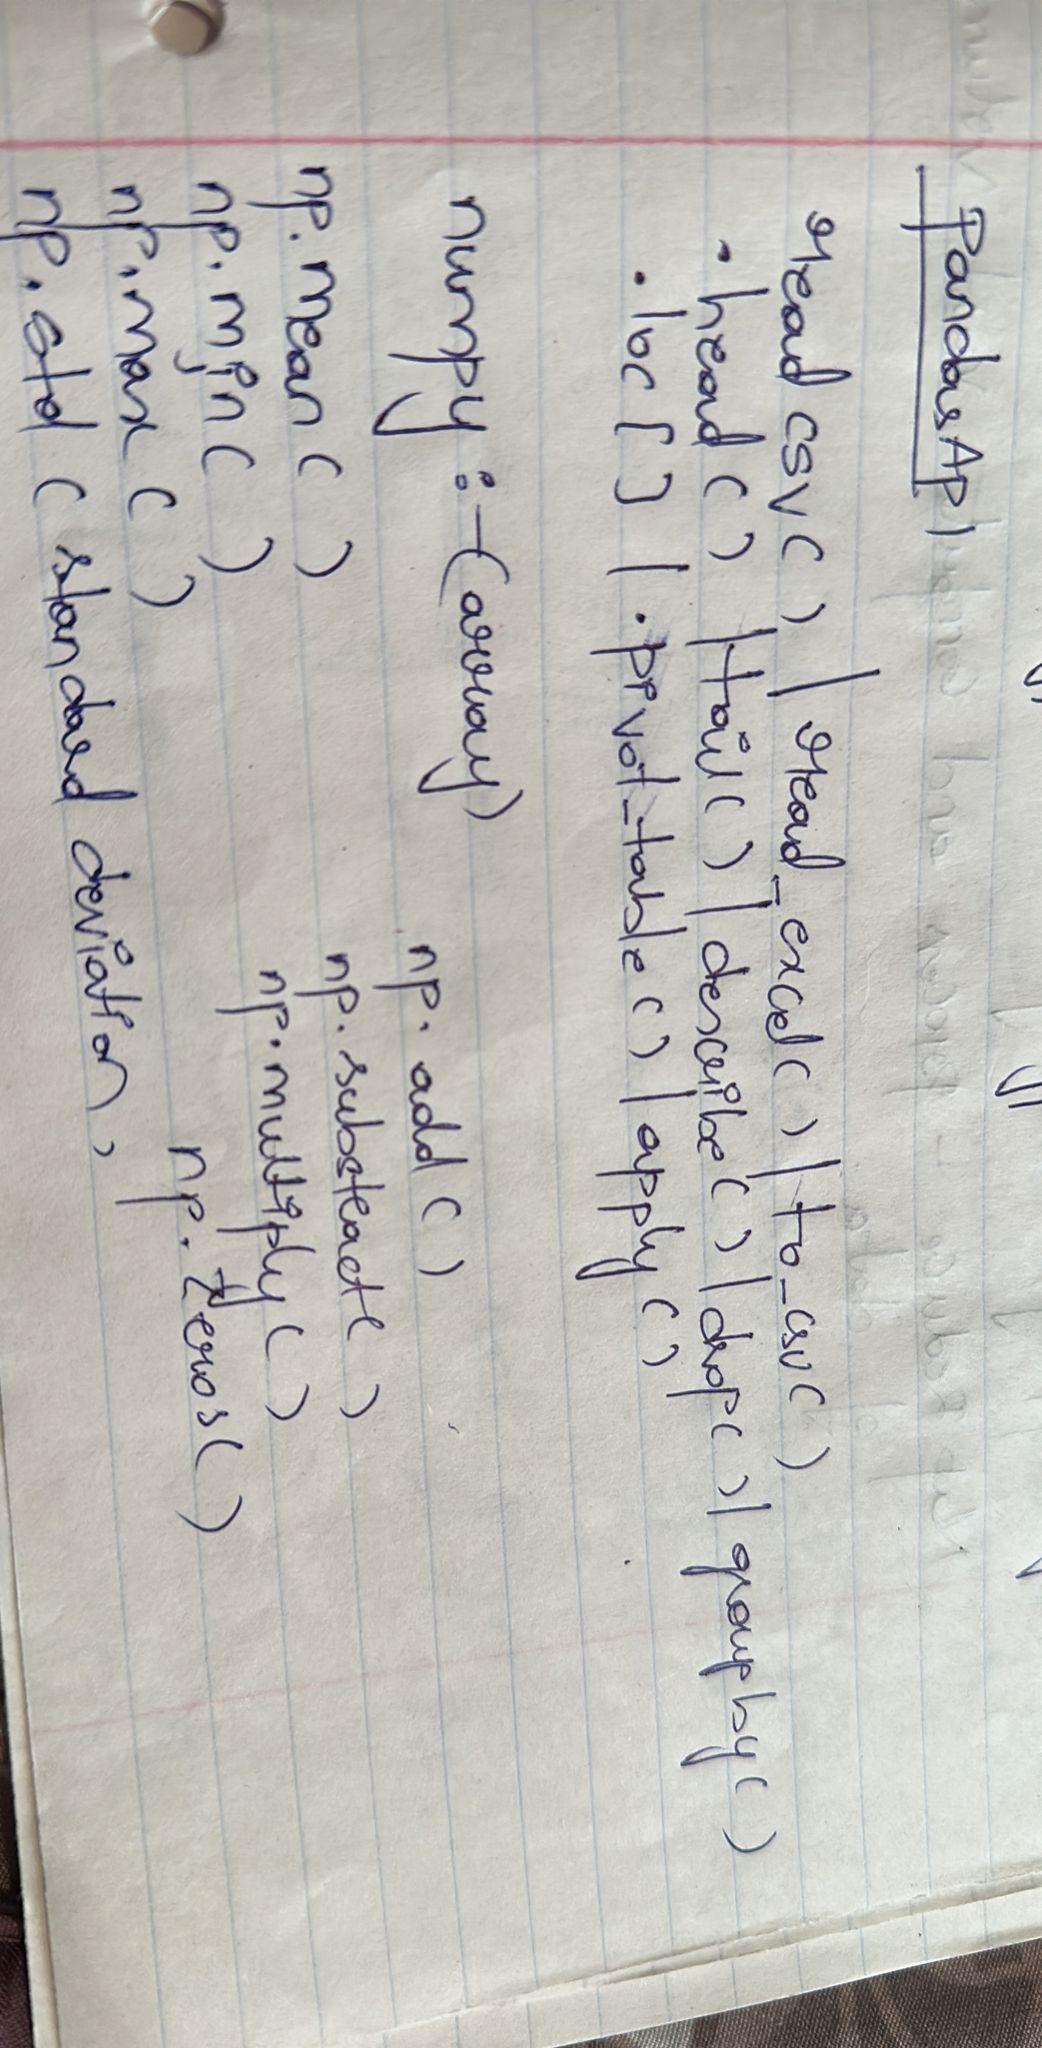 PandasAPI
read csv() | read_excel() | to_csv()
. head() | tail() | describe() | drop() | groupby()
. loc[] | .pivot_table() | apply()
numpy :- (array)
np.add()
np.mean()
np.substract()
np.min()
np.multiply()
np.max()
np.zeros()
np.std ( standard deviation,